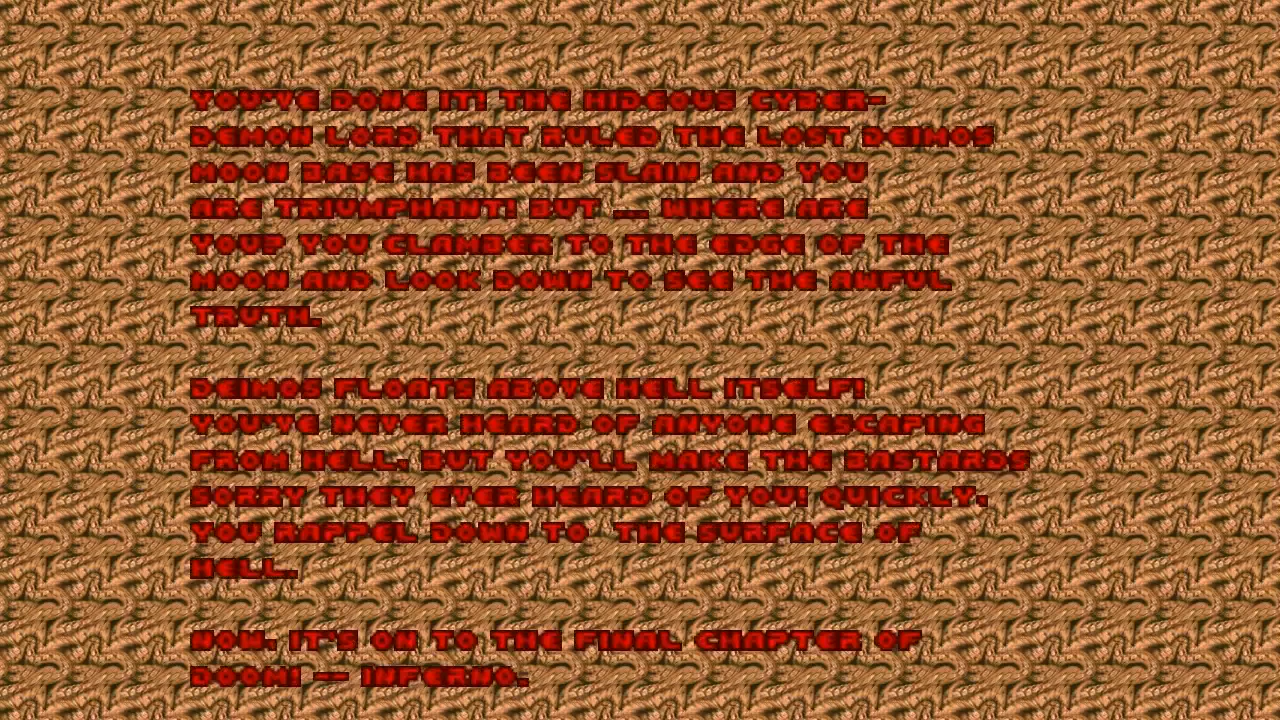 YOU'VE DONE IT! THE HIDEOUS CYBER-
DEMON LORD THAT RULED THE LOST DEIMOS
MOON BASE HAS BEEN SLAIN AND YOU
ARE TRIUMPHANT! BUT ... WHERE ARE
YOU? YOU CLAMBER TO THE EDGE OF THE
MOON AND LOOK DOWN TO SEE THE AWFUL
TRUTH.

DEIMOS FLOATS ABOVE HELL ITSELF!
YOU'VE NEVER HEARD OF ANYONE ESCAPING
FROM HELL, BUT YOU'LL MAKE THE BASTARDS
SORRY THEY EVER HEARD OF YOU! QUICKLY,
YOU RAPPEL DOWN TO  THE SURFACE OF
HELL.

NOW, IT'S ON TO THE FINAL CHAPTER OF
DOOM! -- INFERNO.